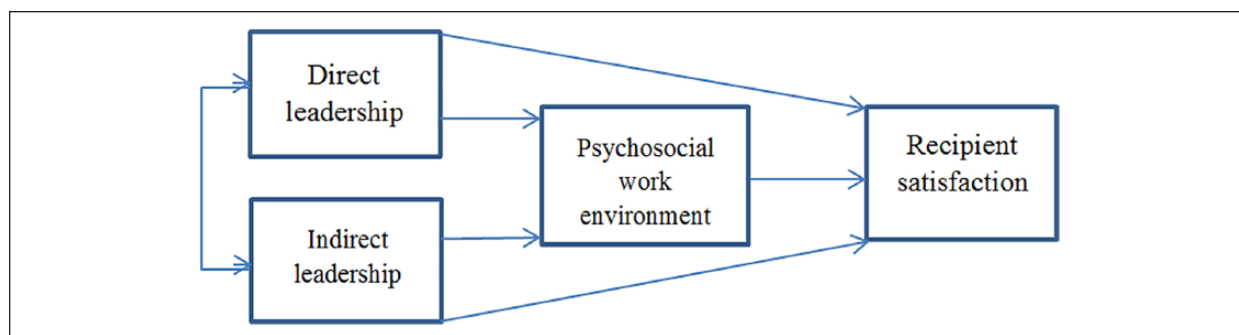 Direct
leadership
Indirect
leadership
Psychosocial
work
environment
Recipient
satisfaction